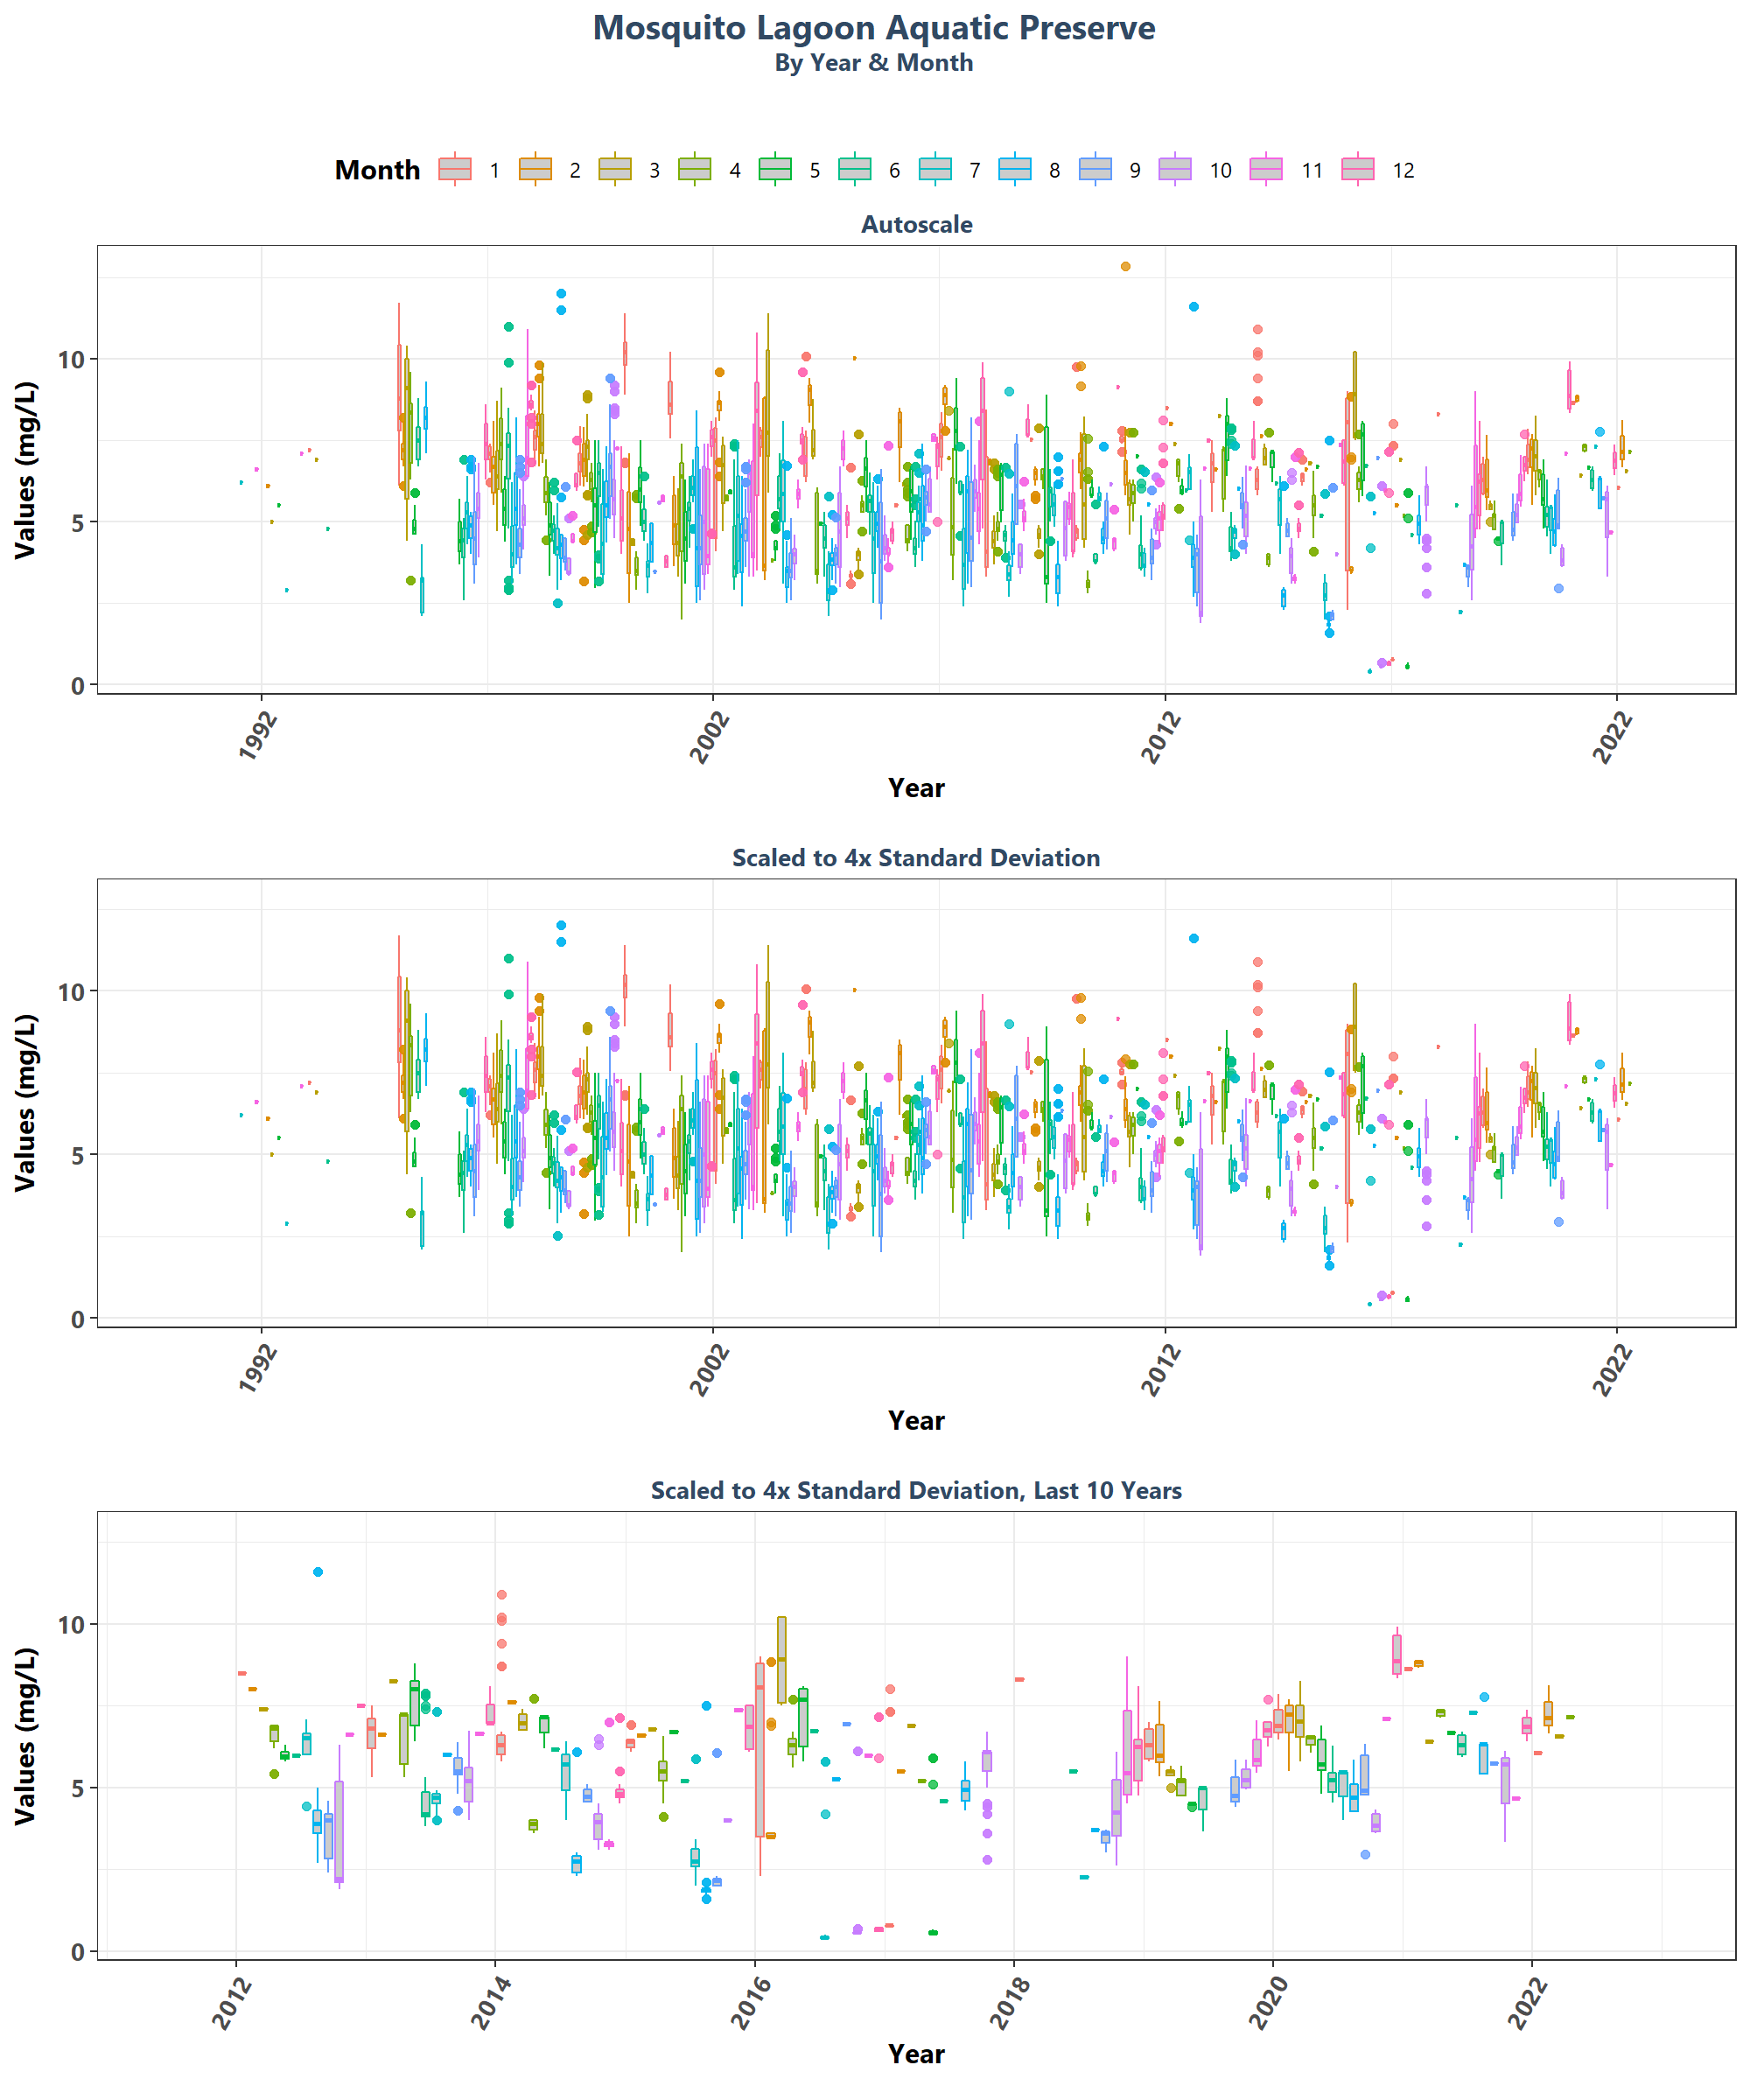 Mosquito Lagoon Aquatic Preserve
By Year & Month
Month 1 2 3 4 5 6 7 8 9 10 11 12
Autoscale
Values (mg/L)
10
5
0
1992 2002 2012 2022
Year
Scaled to 4x Standard Deviation
Values (mg/L)
10
5
0
1992 2002 2012 2022
Year
Scaled to 4x Standard Deviation, Last 10 Years
Values (mg/L)
10
5
0
2012 2014 2016 2018 2020 2022
Year